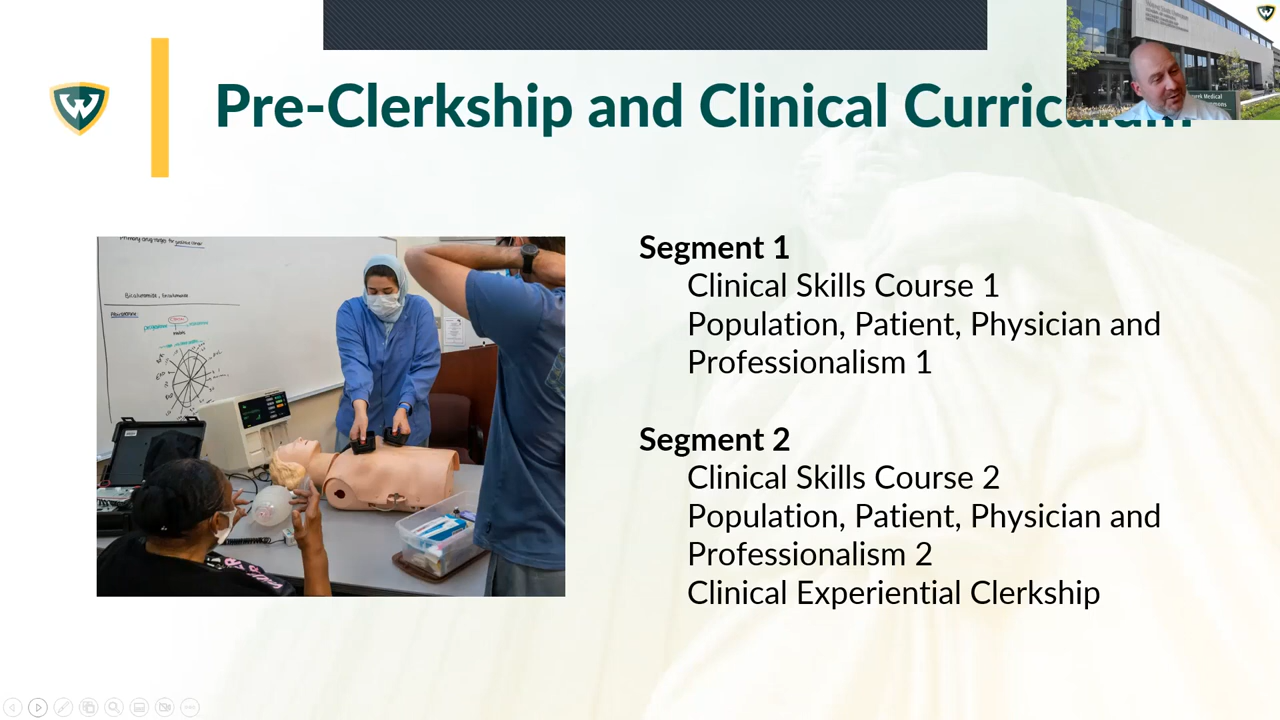 Pre-Clerkship and Clinical Curriculum
Segment 1
Clinical Skills Course 1
Population, Patient, Physician and
Professionalism 1
Segment 2
Clinical Skills Course 2
Population, Patient, Physician and
Professionalism 2
Clinical Experiential Clerkship
W